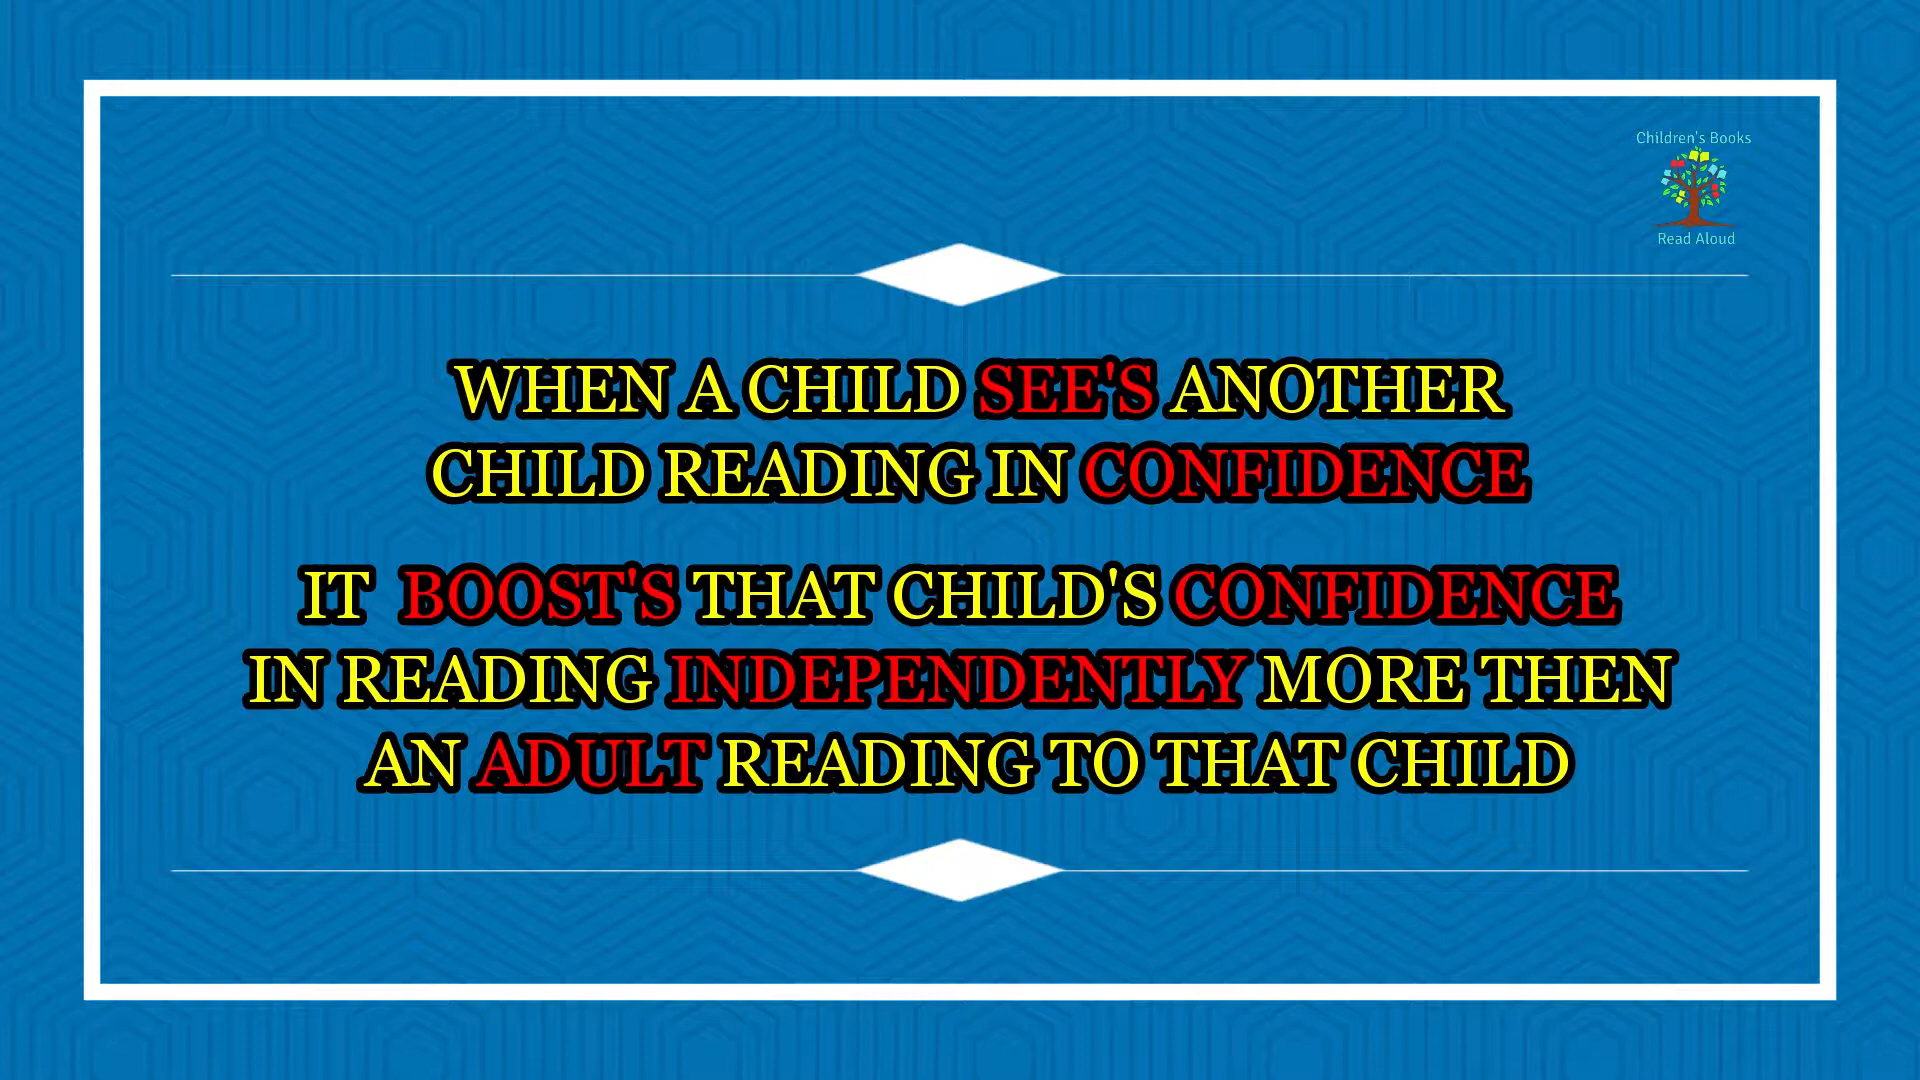 Children's Books
Read Aloud
WHEN A CHILD SEE'S ANOTHER
CHILD READING IN CONFIDENCE
IT BOOST'S THAT CHILD'S CONFIDENCE
IN READING INDEPENDENTLY MORE THEN
AN ADULT READING TO THAT CHILD